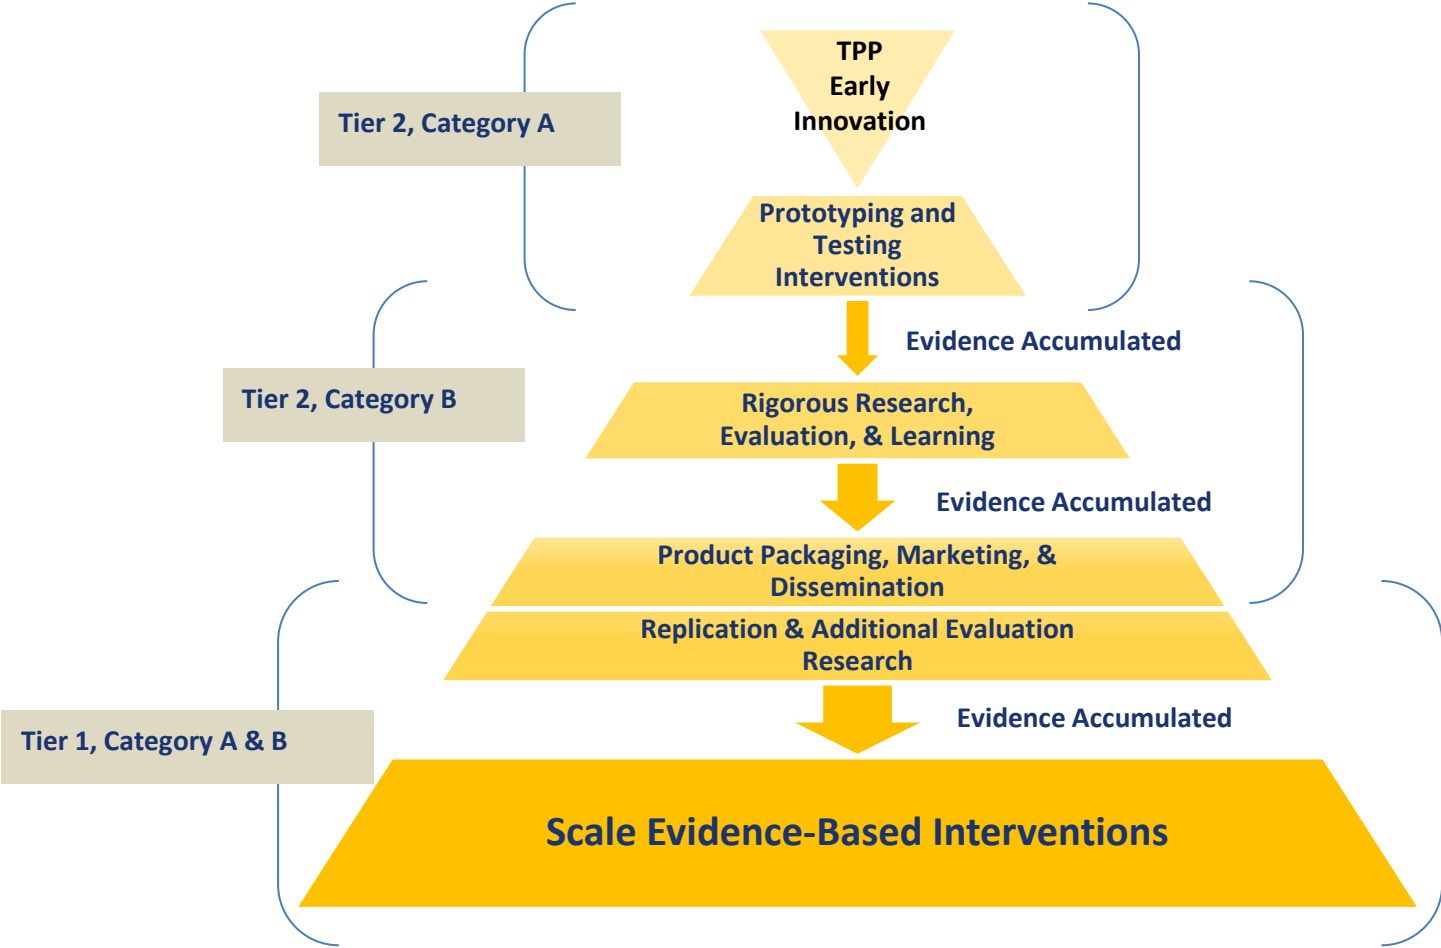 TPP
Early
Innovation
Tier 2, Category A
Prototyping and
Testing
Interventions
Evidence Accumulated
Tier 2, Category B
Rigorous Research,
Evaluation, & Learning
Evidence Accumulated
Product Packaging, Marketing, &
Dissemination
Replication & Additional Evaluation
Research
Evidence Accumulated
Tier 1, Category A & B
Scale Evidence-Based Interventions